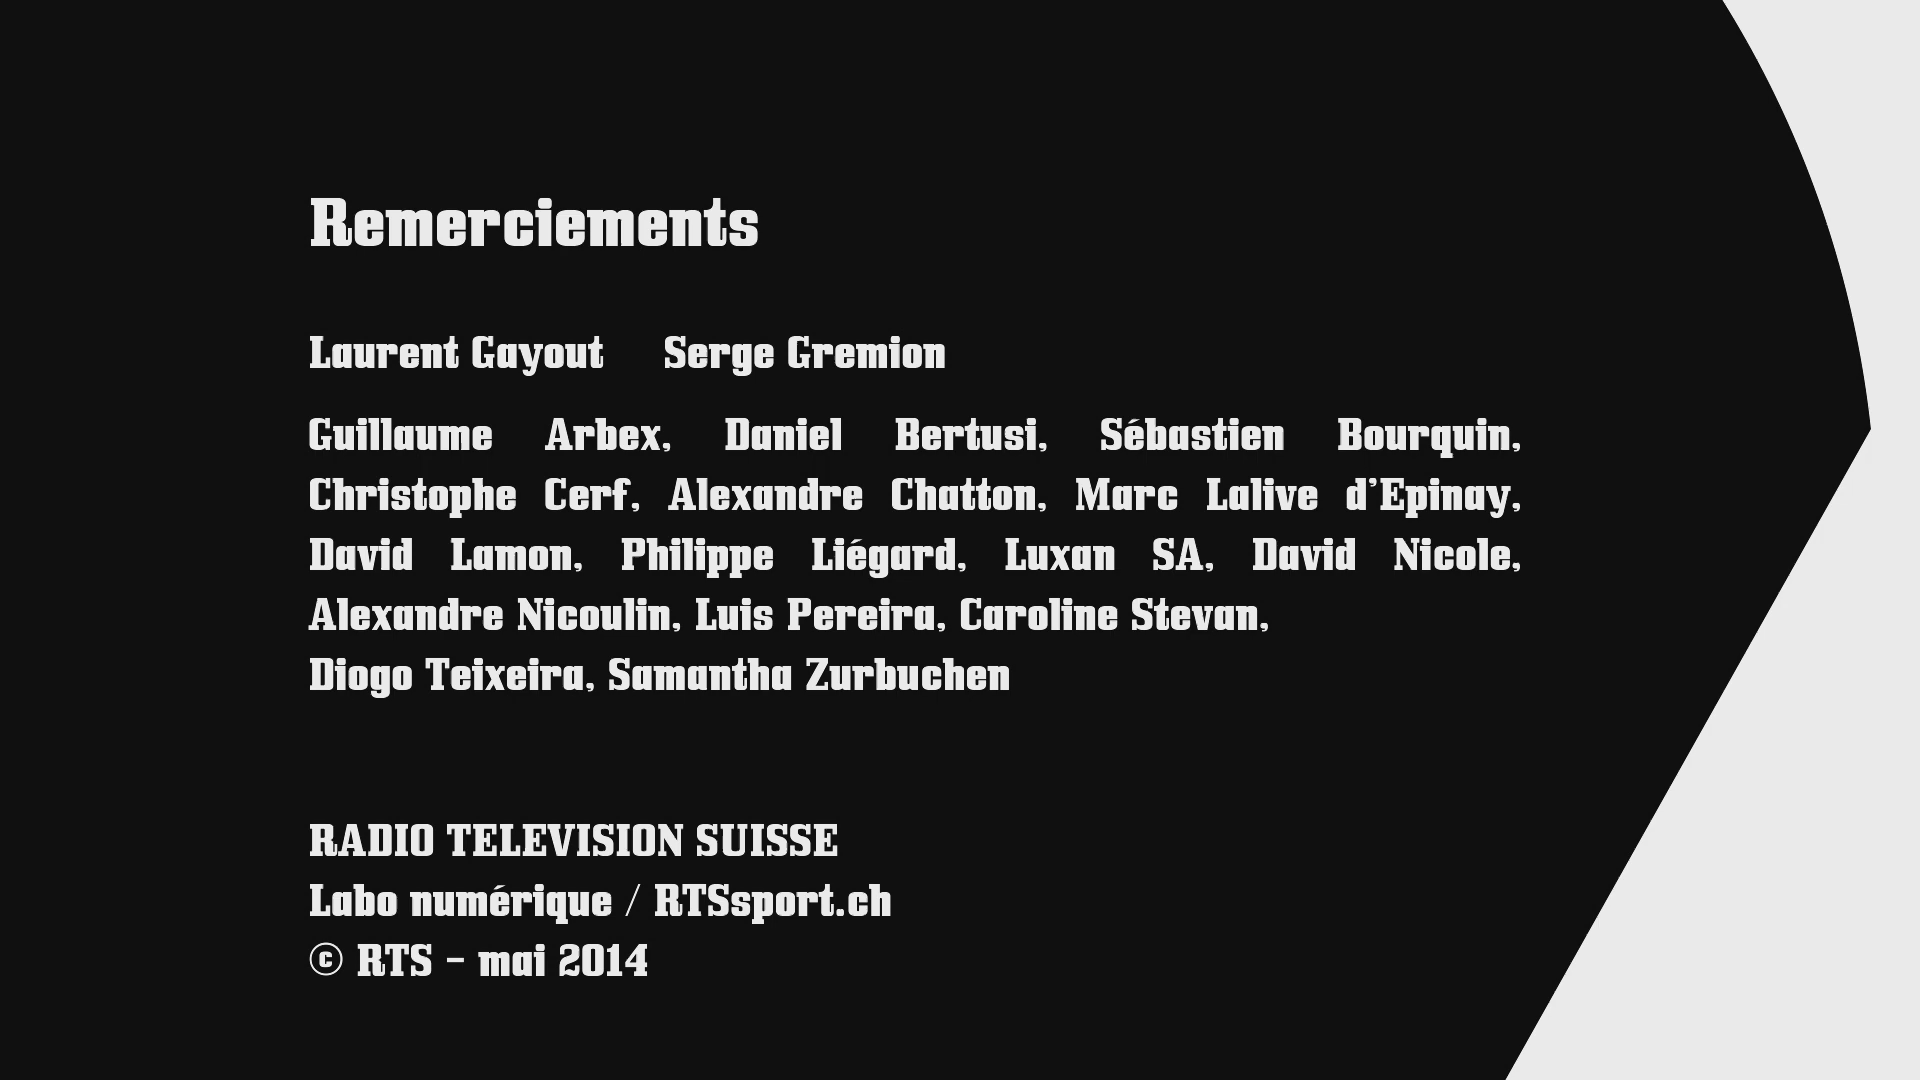 Remerciements
Laurent Gayout Serge Gremion
Guillaume Arbex, Daniel Bertusi, Sébastien Bourquin,
Christophe Cerf, Alexandre Chatton, Marc Lalive d’Epinay,
David Lamon, Philippe Liégard, Luxan SA, David Nicole,
Alexandre Nicoulin, Luis Pereira, Caroline Stevan,
Diogo Teixeira, Samantha Zurbuchen
RADIO TELEVISION SUISSE
Labo numérique / RTSsport.ch
© RTS – mai 2014